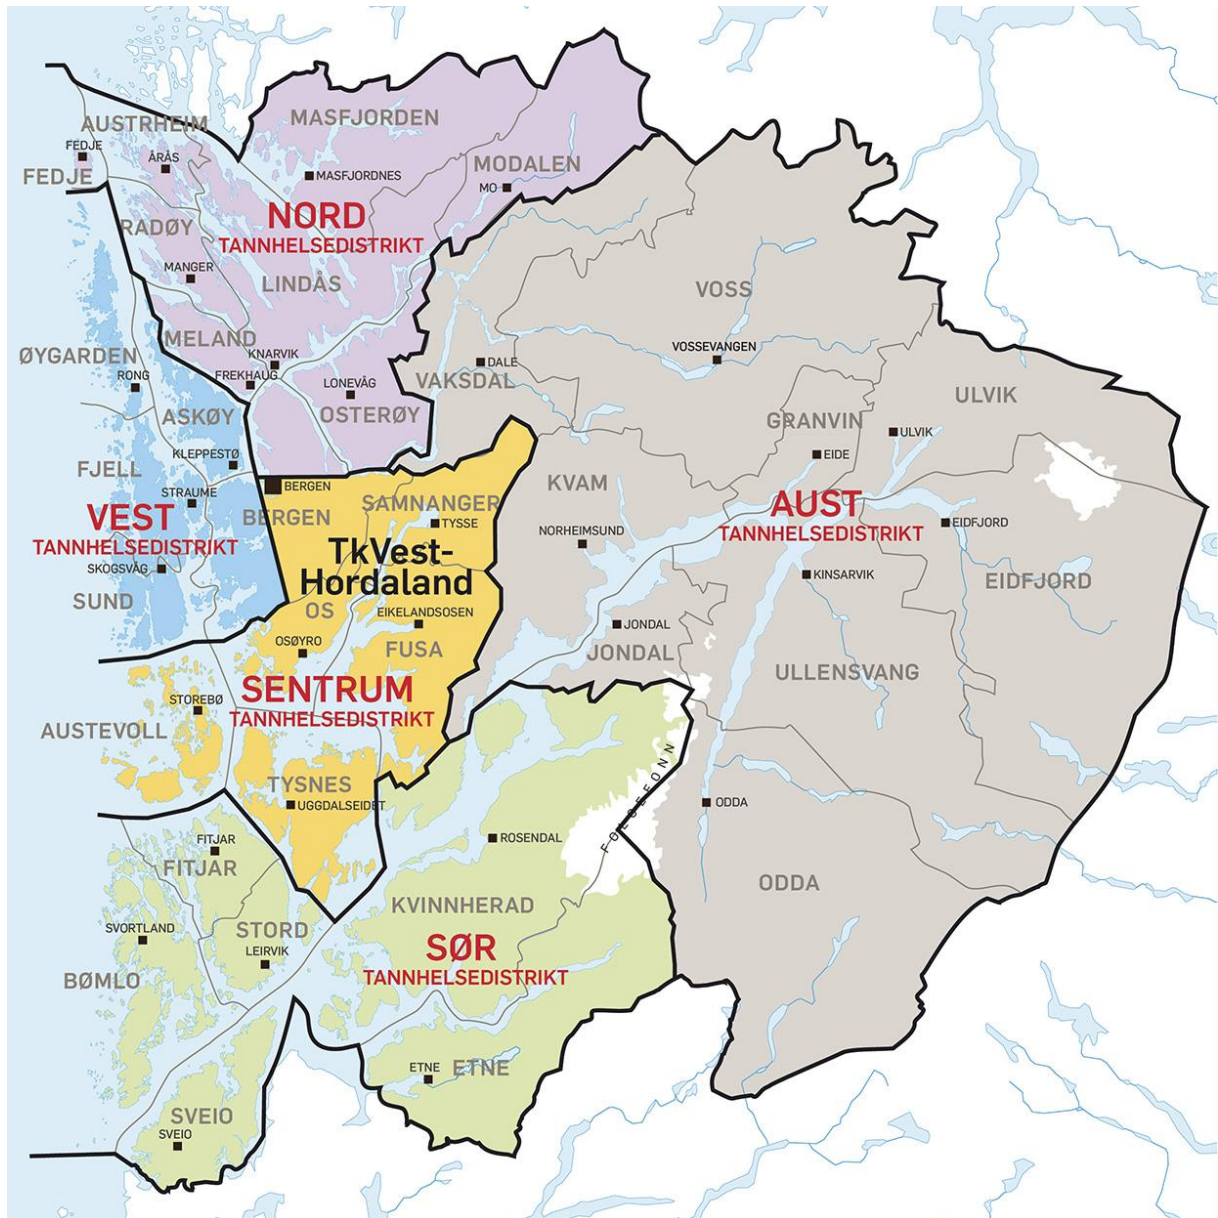 MASFJORDEN
AUSTRHEIM
FEDJE
ÅRÅS
FEDJE
MASFJORDNES
MODALEN
MO
NORD
TANNHELSEDISTRIKT
RADØY
MANGER
LINDÅS
MELAND
KNARVIK
FREKHAUG
LONEVÅG
OSTERØY
VOSS
VOSSEVANGEN
DALE
VAKSDAL
ØYGARDEN
RONG
ASKØY
KLEPPESTØ
FJELL
STRAUME
VEST
TANNHELSEDISTRIKT
SKOGSVÅG
SUND
ULVIK
GRANVIN
ULVIK
EIDE
KVAM
NORHEIMSUND
AUST
TANNHELSEDISTRIKT
EIDFJORD
KINSARVIK
EIDFJORD
BERGEN
BERGEN
SAMNANGER
TYSSE
TkVest-
Hordaland
OS
EIKELANDSOSEN
OSØYRO
FUSA
JONDAL
JONDAL
ULLENSVANG
SENTRUM
TANNHELSEDISTRIKT
STOREBØ
AUSTEVOLL
TYSNES
UGGDALSEIDET
FOLGEFONN
ODDA
ODDA
FITJAR
FITJAR
ROSENDAL
KVINNHERAD
SVORTLAND
STORD
LEIRVIK
BØMLO
SØR
TANNHELSEDISTRIKT
ETNE
ETNE
SVEIO
SVEIO